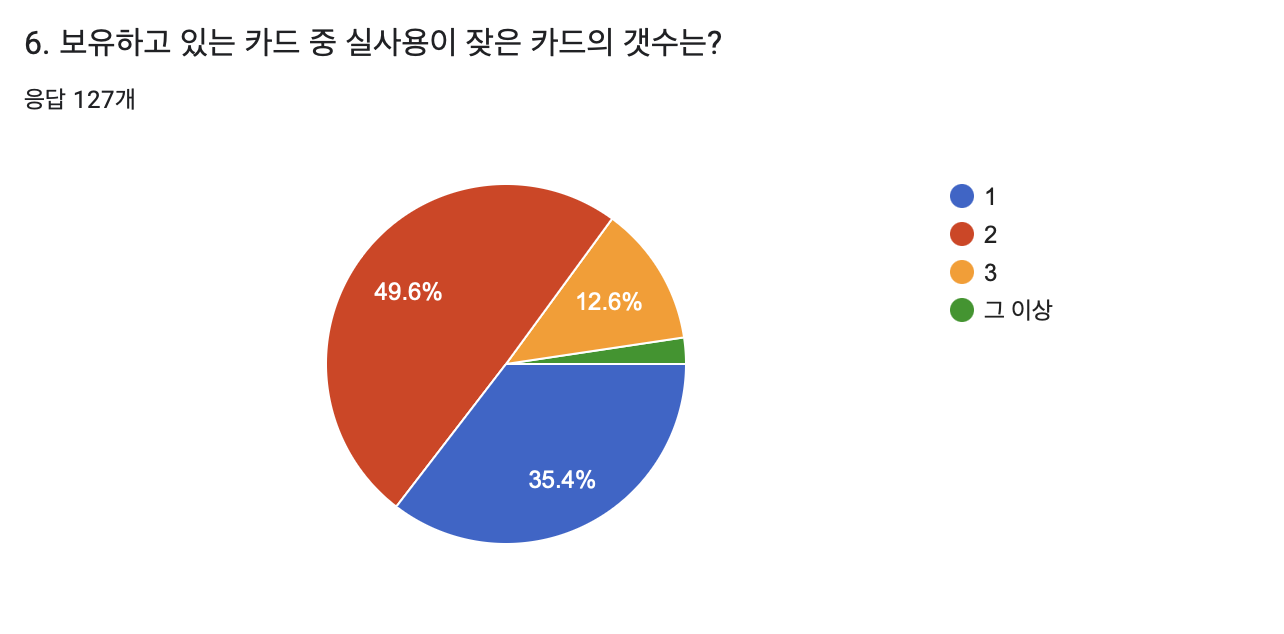 6. 보유하고 있는 카드 중 실사용이 잦은 카드의 갯수는?
응답 127개
49.6%
12.6%
35.4%
1
2
3
그 이상